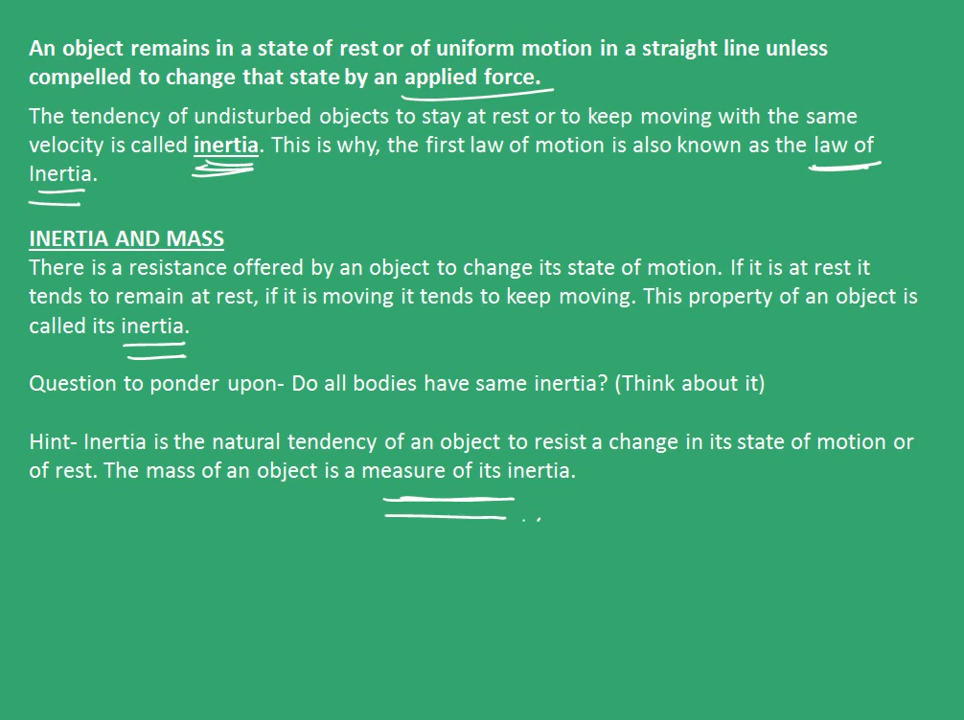 An object remains in a state of rest or of uniform motion in a straight line unless
compelled to change that state by an applied force.
The tendency of undisturbed objects to stay at rest or to keep moving with the same
velocity is called inertia. This is why, the first law of motion is also known as the law of
Inertia.
INERTIA AND MASS
There is a resistance offered by an object to change its state of motion. If it is at rest it
tends to remain at rest, if it is moving it tends to keep moving. This property of an object is
called its inertia.
Question to ponder upon- Do all bodies have same inertia? (Think about it)
Hint- Inertia is the natural tendency of an object to resist a change in its state of motion or
of rest. The mass of an object is a measure of its inertia.